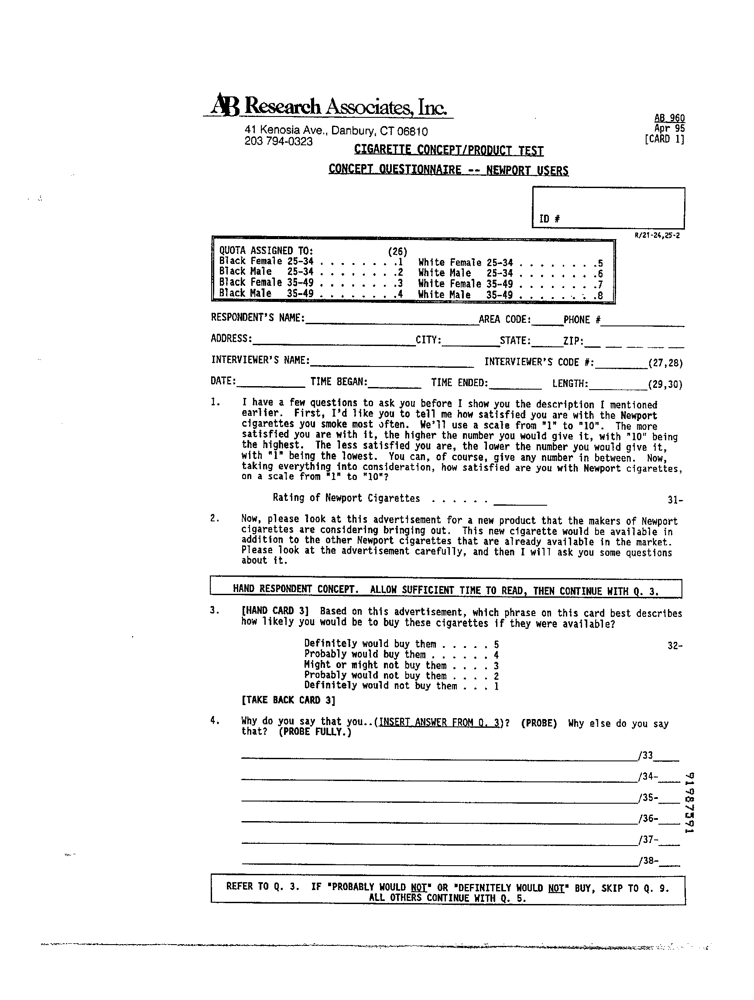 AB Research Associates, Inc.
41 Kenosia Ave., Danbury, CT 06810
203 794-0323
AB 960
Apr 95
[CARD 1]
CIGARETTE CONCEPT/PRODUCT TEST
CONCEPT QUESTIONNAIRE -- NEWPORT USERS
ID #
R/21-24,25-2
QUOTA ASSIGNED TO: (26)
Black Female 25-34 . . . . . . . .1 White Female 25-34 . . . . . . . .5
Black Male 25-34 . . . . . . . .2 White Male 25-34 . . . . . . . .6
Black Female 35-49 . . . . . . . .3 White Female 35-49 . . . . . . . .7
Black Male 35-49 . . . . . . . .4 White Male 35-49 . . . . . . . .8
RESPONDENT'S NAME:____ AREA CODE:____ PHONE #____
ADDRESS:____ CITY:____ STATE:____ ZIP:____
INTERVIEWER'S NAME:____ INTERVIEWER'S CODE #:____(27,28)
DATE:____ TIME BEGAN:____ TIME ENDED:____ LENGTH:____(29,30)
1. I have a few questions to ask you before I show you the description I mentioned
earlier. First, I'd like you to tell me how satisfied you are with the Newport
cigarettes you smoke most often. We'll use a scale from "1" to "10". The more
satisfied you are with it, the higher the number you would give it, with "10" being
the highest. The less satisfied you are, the lower the number you would give it,
with "1" being the lowest. You can, of course, give any number in between. Now,
taking everything into consideration, how satisfied are you with Newport cigarettes,
on a scale from "1" to "10"?
Rating of Newport Cigarettes . . . . . . ____ 31-
2. Now, please look at this advertisement for a new product that the makers of Newport
cigarettes are considering bringing out. This new cigarette would be available in
addition to the other Newport cigarettes that are already available in the market.
Please look at the advertisement carefully, and then I will ask you some questions
about it.
HAND RESPONDENT CONCEPT. ALLOW SUFFICIENT TIME TO READ, THEN CONTINUE WITH Q. 3.
3. [HAND CARD 3] Based on this advertisement, which phrase on this card best describes
how likely you would be to buy these cigarettes if they were available?
Definitely would buy them . . . . . 5 32-
Probably would buy them . . . . . . 4
Might or might not buy them . . . . 3
Probably would not buy them . . . . 2
Definitely would not buy them . . . 1
[TAKE BACK CARD 3]
4. Why do you say that you..(INSERT ANSWER FROM Q. 3)? (PROBE) Why else do you say
that? (PROBE FULLY.)
/33____
/34-____
/35-____
/36-____
/37-____
/38-____
91987591
REFER TO Q. 3. IF "PROBABLY WOULD NOT" OR "DEFINITELY WOULD NOT" BUY, SKIP TO Q. 9.
ALL OTHERS CONTINUE WITH Q. 5.